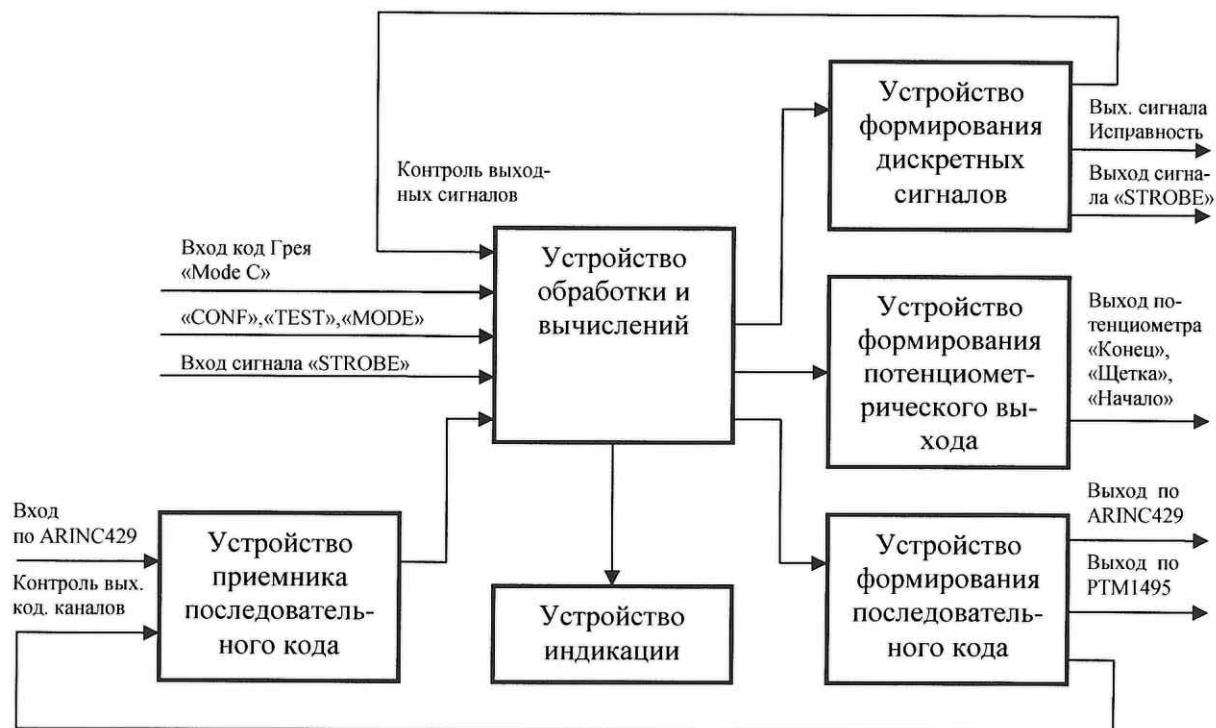 Устройство
формирования
дискретных
сигналов
Вых. сигнала
Исправность
Выход сигна-
ла «STROBE»
Контроль выход-
ных сигналов
Вход код Грея
«Mode C»
«CONF»,«TEST»,«MODE»
Вход сигнала «STROBE»
Устройство
обработки и
вычислений
Устройство
формирования
потенциомет-
рического вы-
хода
Выход по-
тенциометра
«Конец»,
«Щетка»,
«Начало»
Вход
по ARINC429
Контроль вых.
код. каналов
Устройство
приемника
последователь-
ного кода
Устройство
индикации
Устройство
формирования
последователь-
ного кода
Выход по
ARINC429
Выход по
РТМ1495